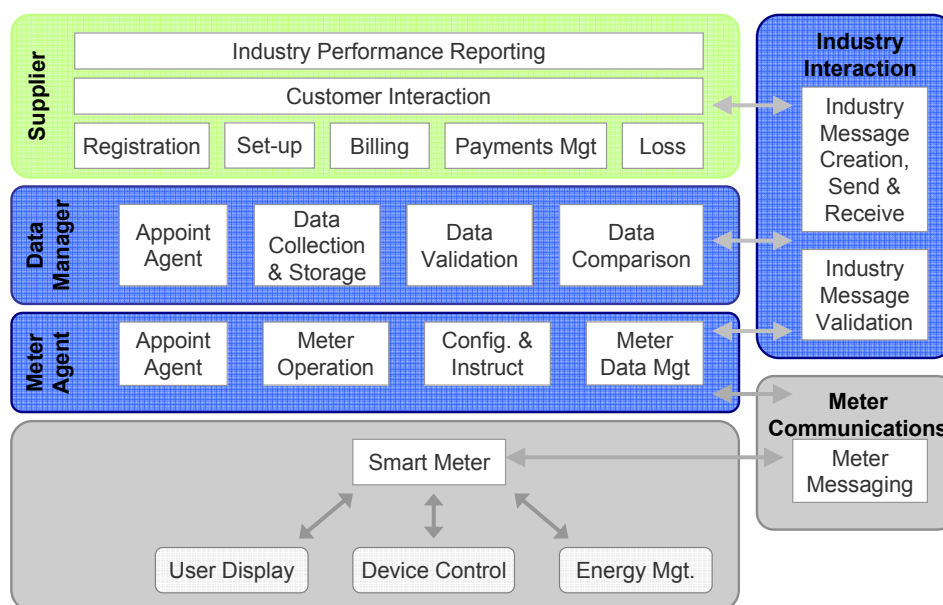 Supplier
Industry Performance Reporting
Customer Interaction
Registration
Set-up
Billing
Payments Mgt
Loss
Data
Manager
Appoint
Agent
Data
Collection
& Storage
Data
Validation
Data
Comparison
Meter
Agent
Appoint
Agent
Meter
Operation
Config. &
Instruct
Meter
Data Mgt
Smart Meter
User Display
Device Control
Energy Mgt.
Industry
Interaction
Industry
Message
Creation,
Send &
Receive
Industry
Message
Validation
Meter
Communications
Meter
Messaging